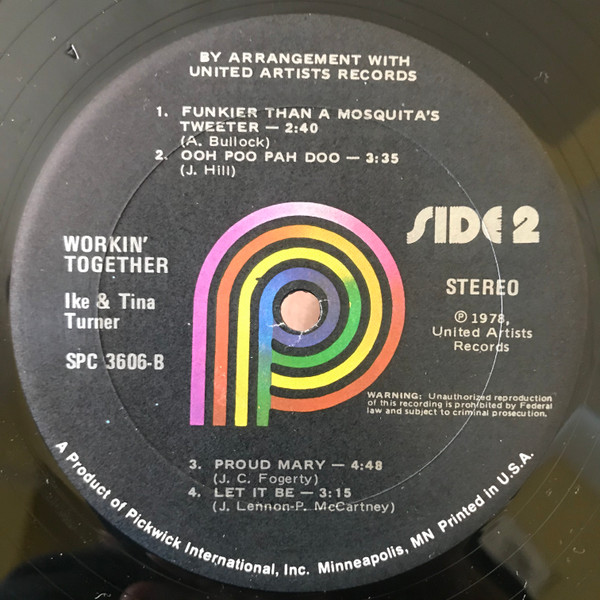 BY ARRANGEMENT WITH
UNITED ARTISTS RECORDS
1. FUNKIER THAN A MOSQUITA'S
TWEETER — 2:40
(A. Bullock)
2. OOH POO PAH DOO — 3:35
(J. Hill)
SIDE 2
WORKIN'
TOGETHER
Ike & Tina
Turner
SPC 3606-B
STEREO
℗ 1978,
United Artists
Records
WARNING: Unauthorized reproduction
of this recording is prohibited by Federal
law and subject to criminal prosecution.
3. PROUD MARY — 4:48
(J. C. Fogerty)
4. LET IT BE — 3:15
(J. Lennon-P. McCartney)
A Product of Pickwick International, Inc. Minneapolis, MN Printed in U.S.A.